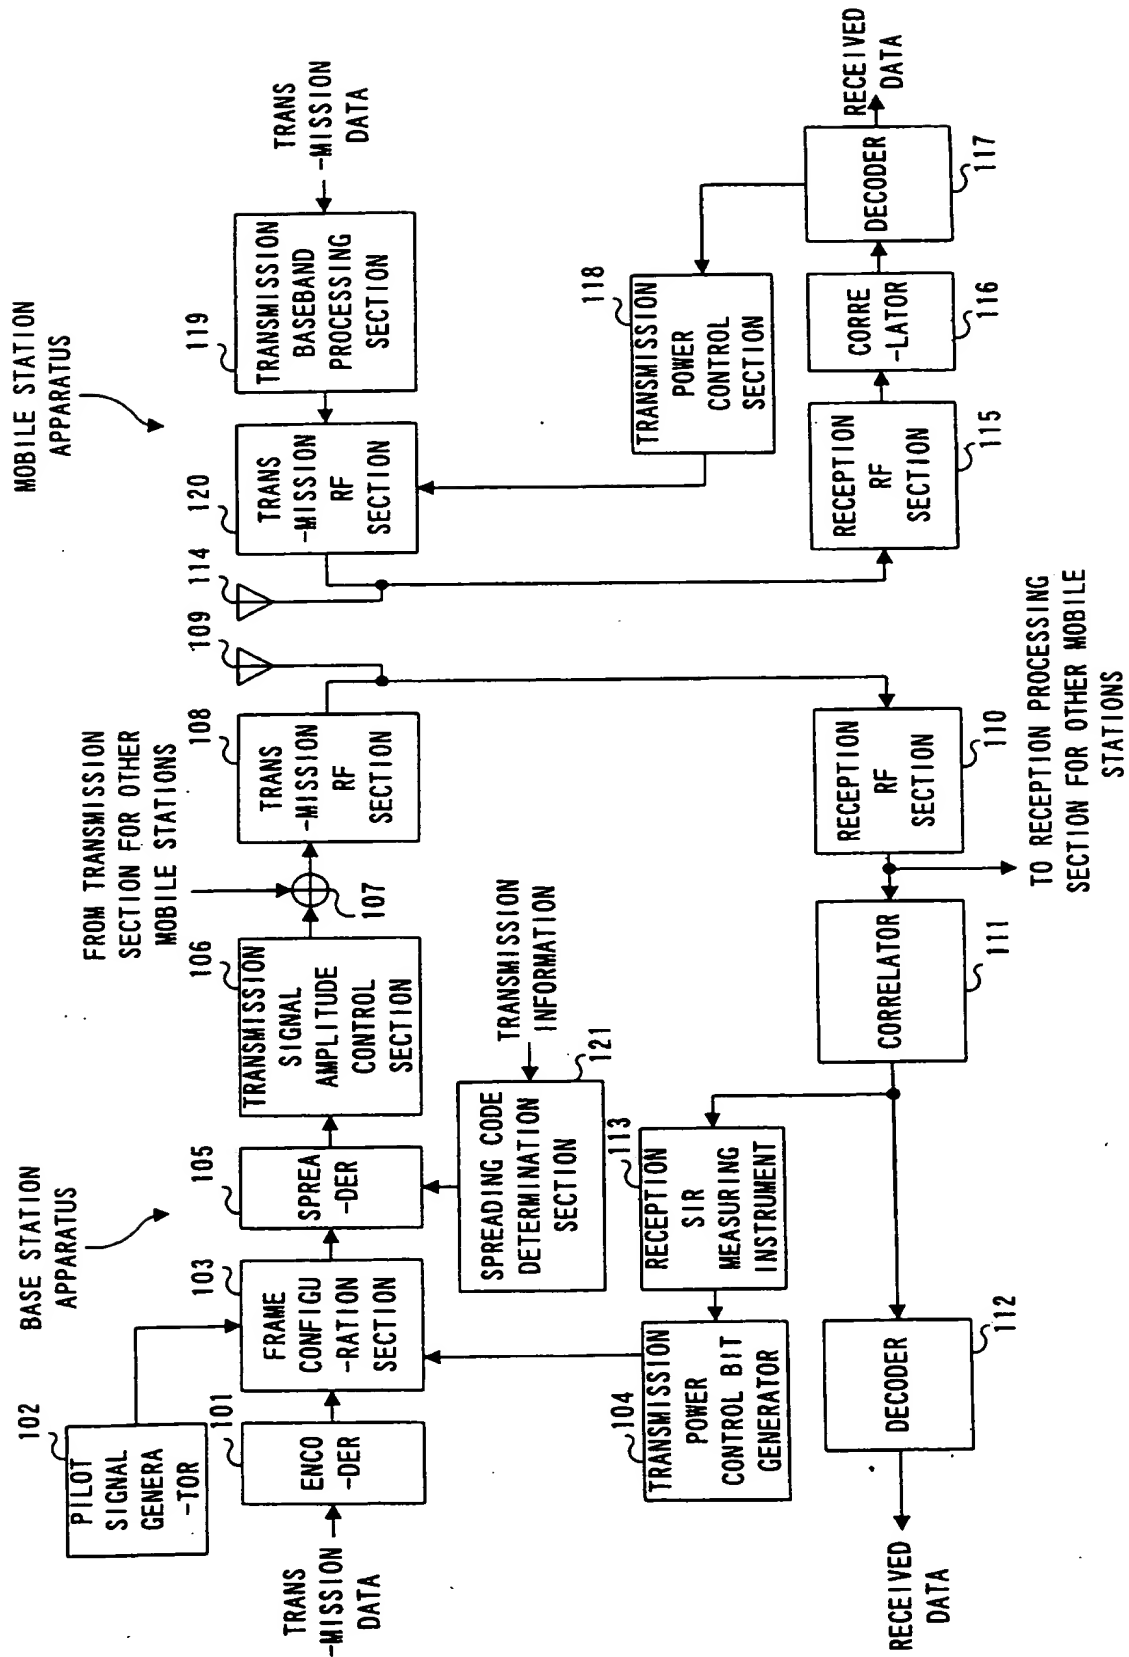 BASE STATION
APPARATUS
MOBILE STATION
APPARATUS
102
PILOT
SIGNAL
GENERA
-TOR
TRANS
-MISSION
DATA
101
ENCO
-DER
103
FRAME
CONFIGU
-RATION
SECTION
105
SPREA
-DER
106
TRANSMISSION
SIGNAL
AMPLITUDE
CONTROL
SECTION
FROM TRANSMISSION
SECTION FOR OTHER
MOBILE STATIONS
107
108
TRANS
-MISSION
RF
SECTION
109
114
120
TRANS
-MISSION
RF
SECTION
119
TRANSMISSION
BASEBAND
PROCESSING
SECTION
TRANS
-MISSION
DATA
SPREADING CODE
DETERMINATION
SECTION
121
TRANSMISSION
INFORMATION
104
TRANSMISSION
POWER
CONTROL BIT
GENERATOR
113
RECEPTION
SIR
MEASURING
INSTRUMENT
118
TRANSMISSION
POWER
CONTROL
SECTION
RECEIVED
DATA
DECODER
112
CORRELATOR
111
RECEPTION
RF
SECTION
110
TO RECEPTION PROCESSING
SECTION FOR OTHER MOBILE
STATIONS
RECEPTION
RF
SECTION
115
CORRE
-LATOR
116
DECODER
117
RECEIVED
DATA